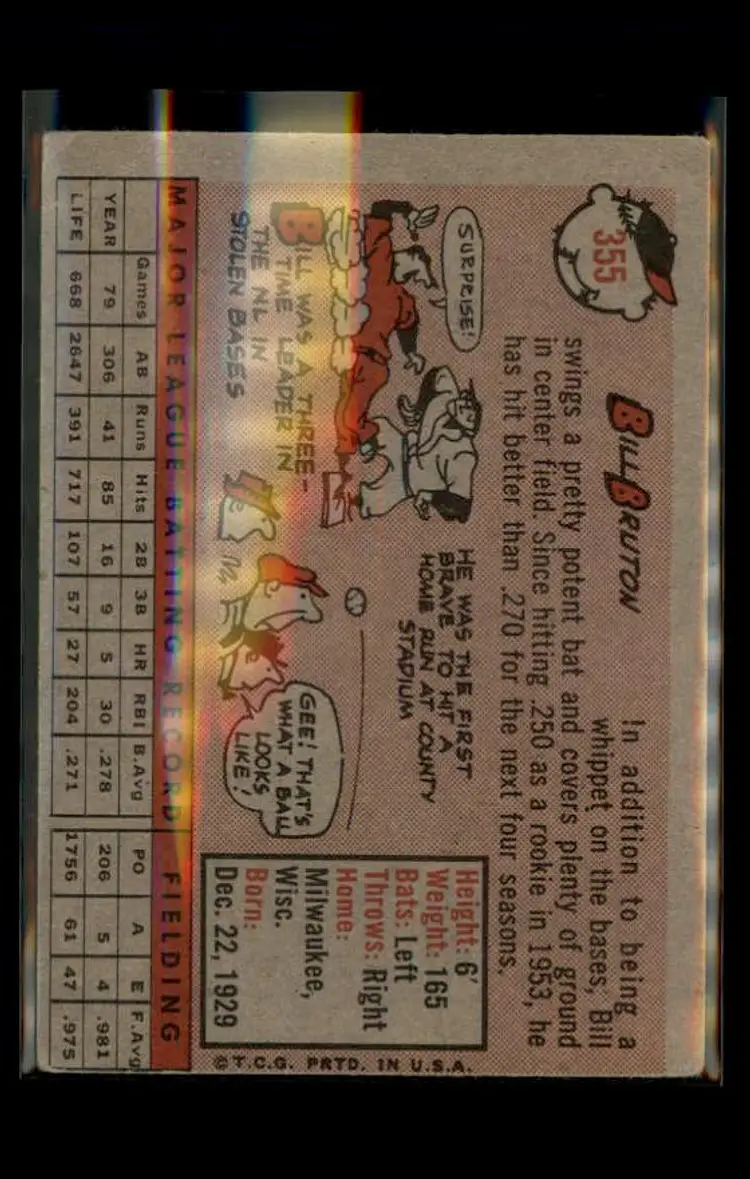 355
BILL BRUTON
In addition to being a
whippet on the bases, Bill
swings a pretty potent bat and covers plenty of ground
in center field. Since hitting .250 as a rookie in 1953, he
has hit better than .270 for the next four seasons.
SURPRISE!
BILL WAS A THREE-
TIME LEADER IN
THE NL IN
STOLEN BASES
HE WAS THE FIRST
BRAVE TO HIT A
HOME RUN AT COUNTY
STADIUM
GEE! THAT'S
WHAT A BALL
LOOKS
LIKE!
Height: 6'
Weight: 165
Bats: Left
Throws: Right
Home:
Milwaukee,
Wisc.
Born:
Dec. 22, 1929
©T.C.G. PRTD. IN U.S.A.
MAJOR LEAGUE BATTING RECORD FIELDING
Games AB Runs Hits 2B 3B HR RBI B.Avg PO A E F.Avg
YEAR 79 306 41 85 16 9 5 30 .278 206 5 4 .981
LIFE 668 2647 391 717 107 57 27 204 .271 1756 61 47 .975